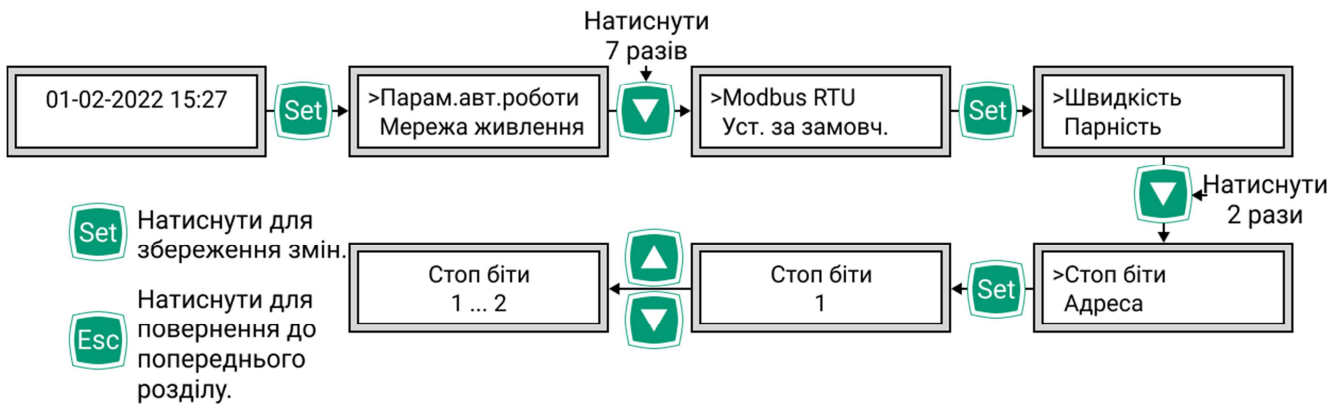 Натиснути
7 разів
01-02-2022 15:27
Set
>Парам.авт.роботи
Мережа живлення
>Modbus RTU
Уст. за замовч.
Set
>Швидкість
Парність
Натиснути
2 рази
>Стоп біти
Адреса
Set
Стоп біти
1
Стоп біти
1 ... 2
Set
Натиснути для
збереження змін.
Esc
Натиснути для
повернення до
попереднього
розділу.